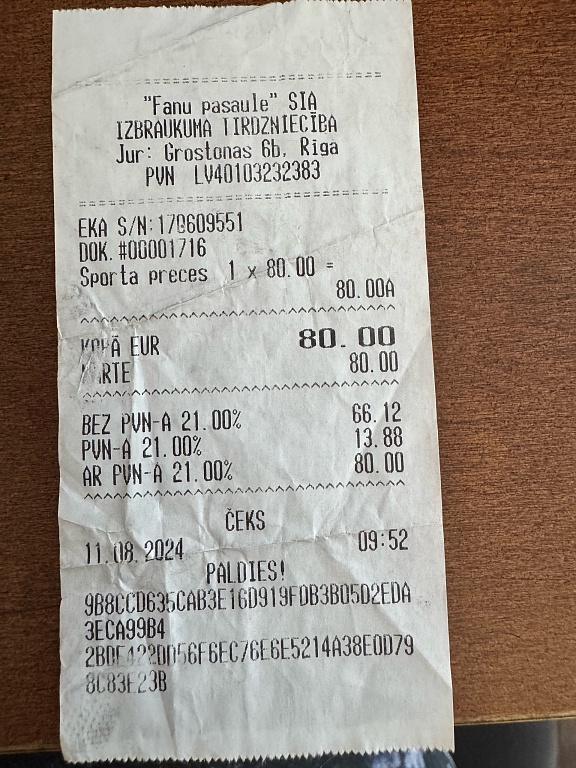 "Fanu pasaule" SIA
IZBRAUKUMA TIRDZNIECĪBA
Jur: Grostonas 6b, Riga
PVN LV40103232383
EKA S/N:170609551
DOK. #00001716
Sporta preces 1 x 80.00 =
80.00A
KOPĀ EUR 80.00
KARTE 80.00
BEZ PVN-A 21.00% 66.12
PVN-A 21.00% 13.88
AR PVN-A 21.00% 80.00
ČEKS
11.08.2024 09:52
PALDIES!
9B8CCD635CAB3E16D919FDB3B05D2EDA
3ECA99B4
8C83E23B